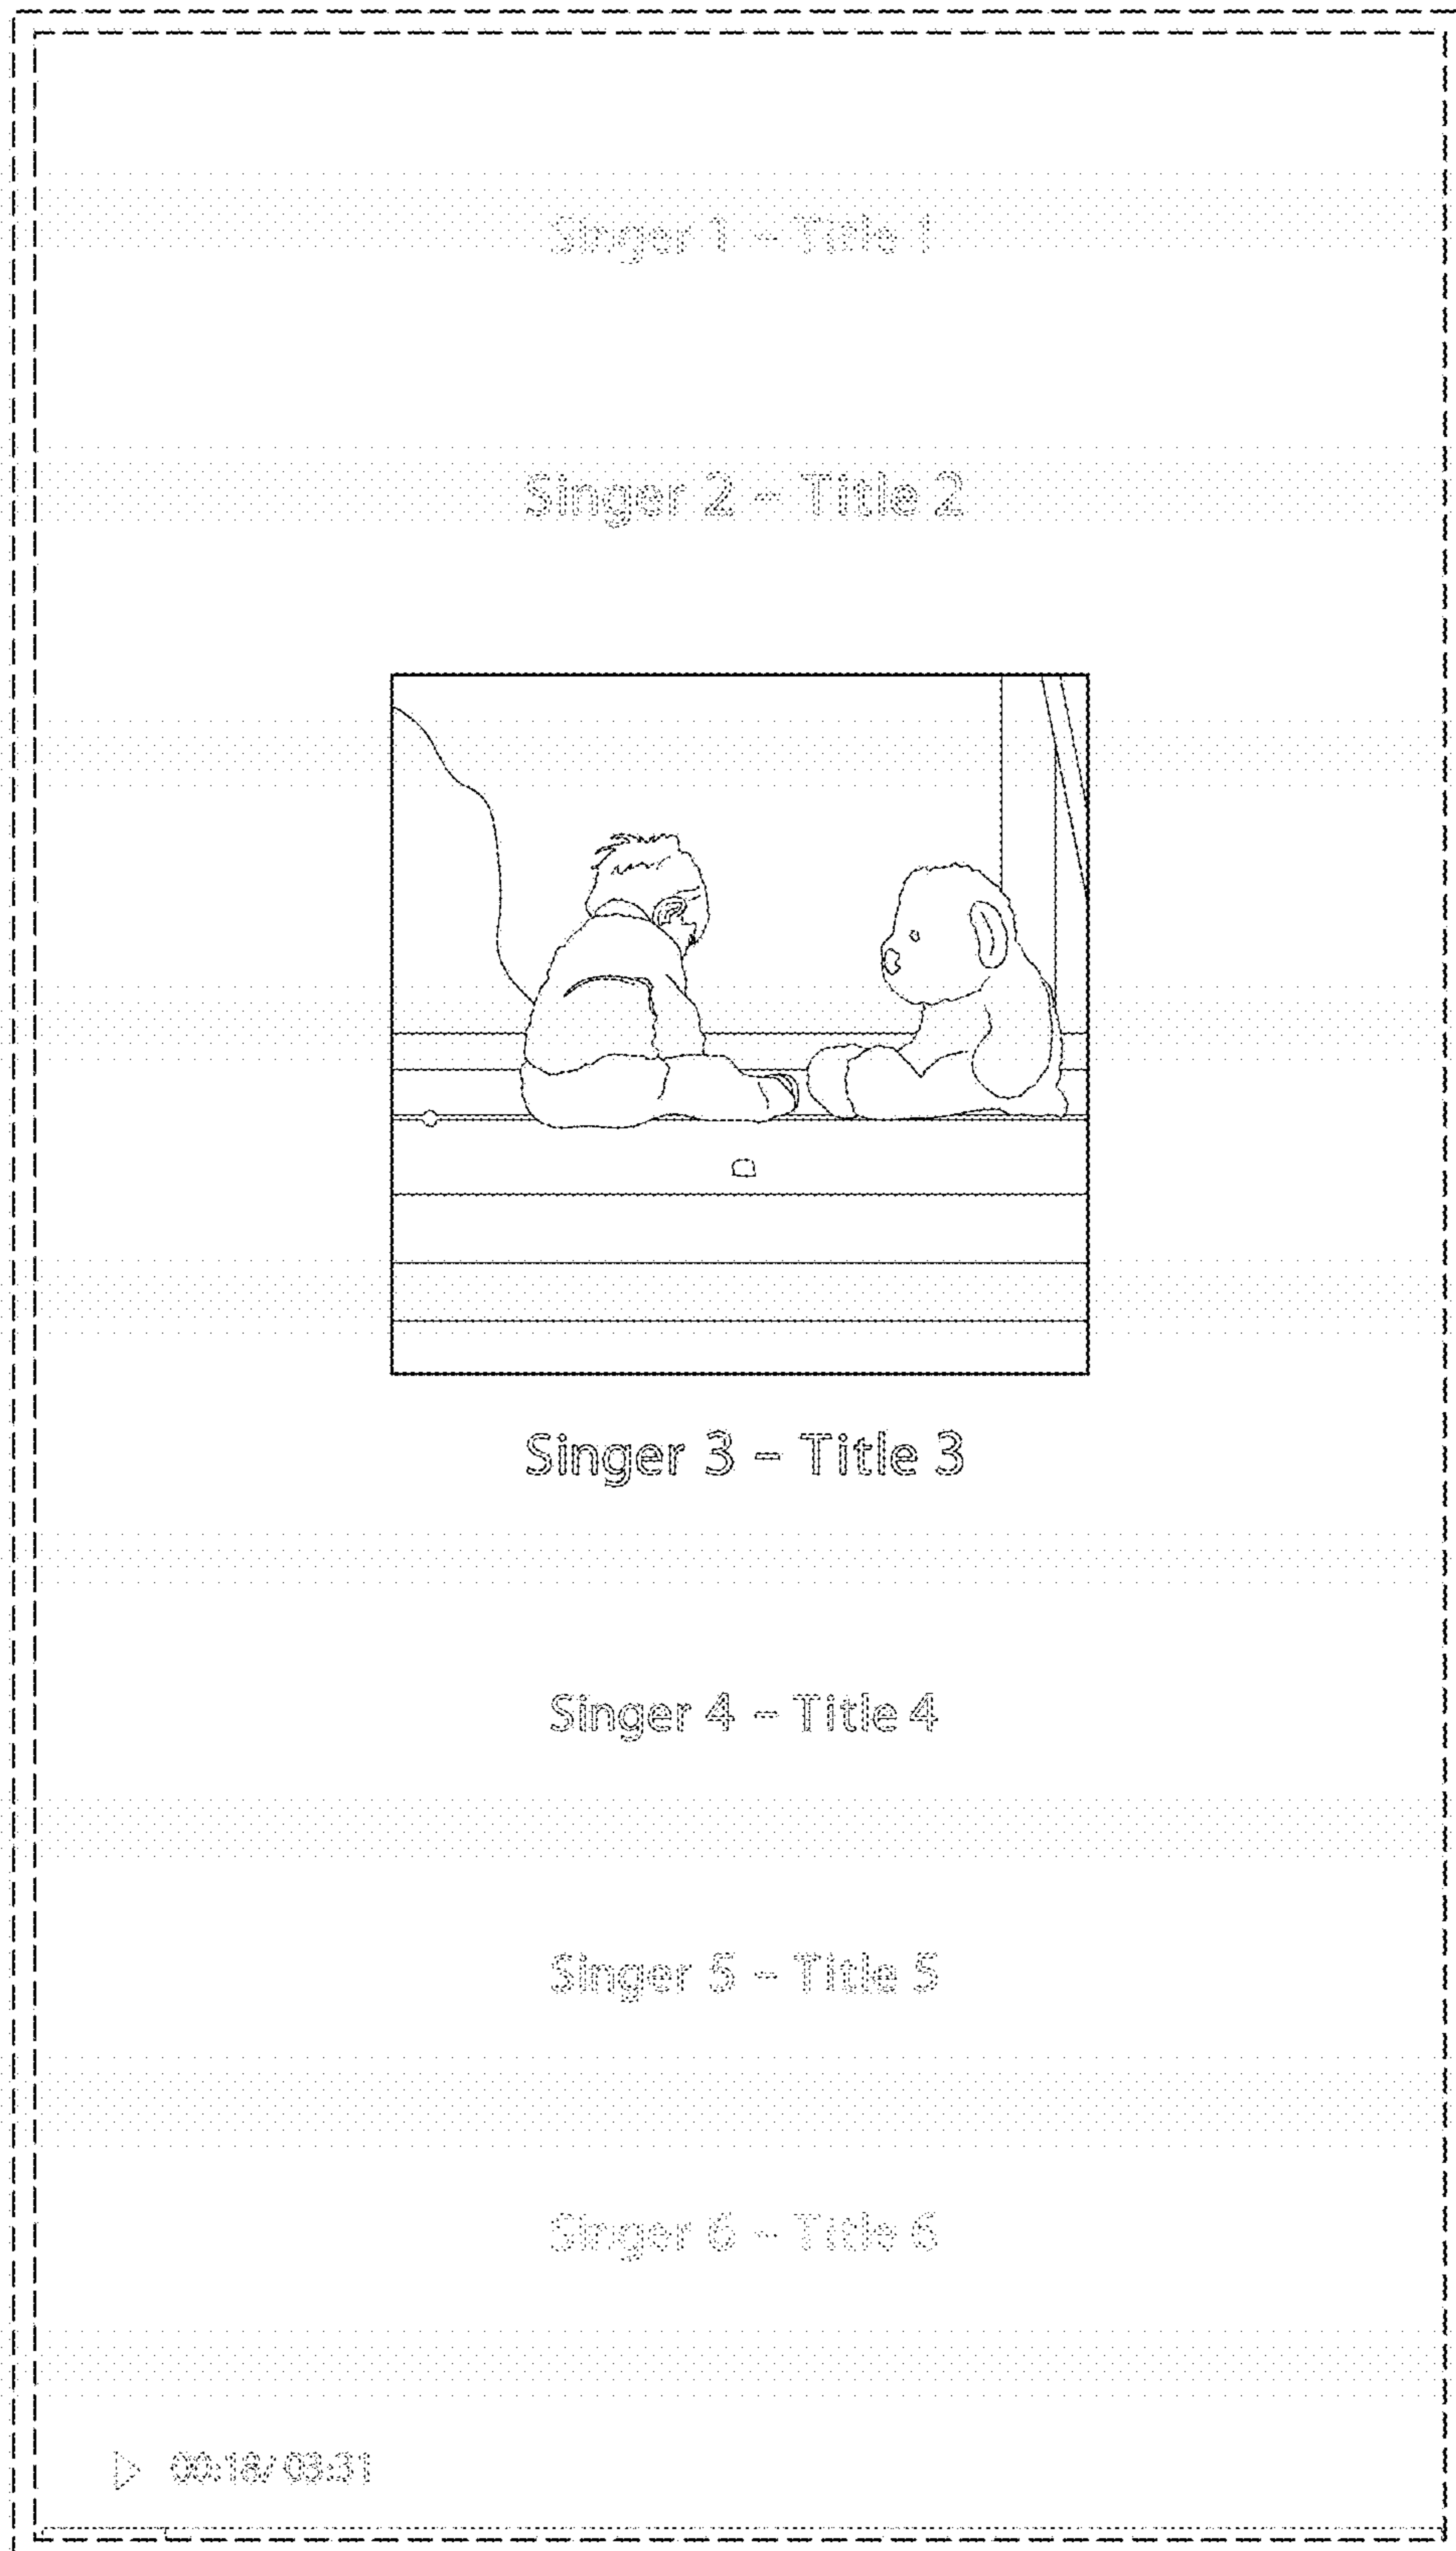 Singer 1 – Title 1
Singer 2 – Title 2
Singer 3 – Title 3
Singer 4 – Title 4
Singer 5 – Title 5
Singer 6 – Title 6
00:18/ 03:31